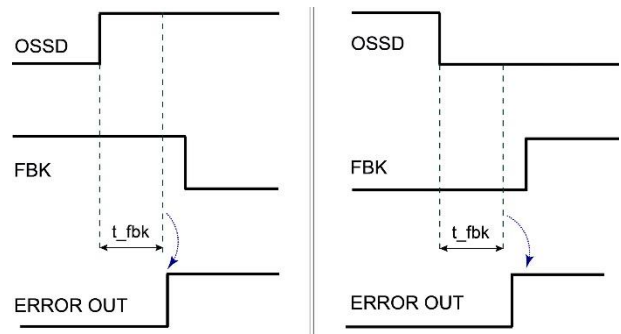 OSSD
FBK
t_fbk
ERROR OUT
OSSD
FBK
t_fbk
ERROR OUT